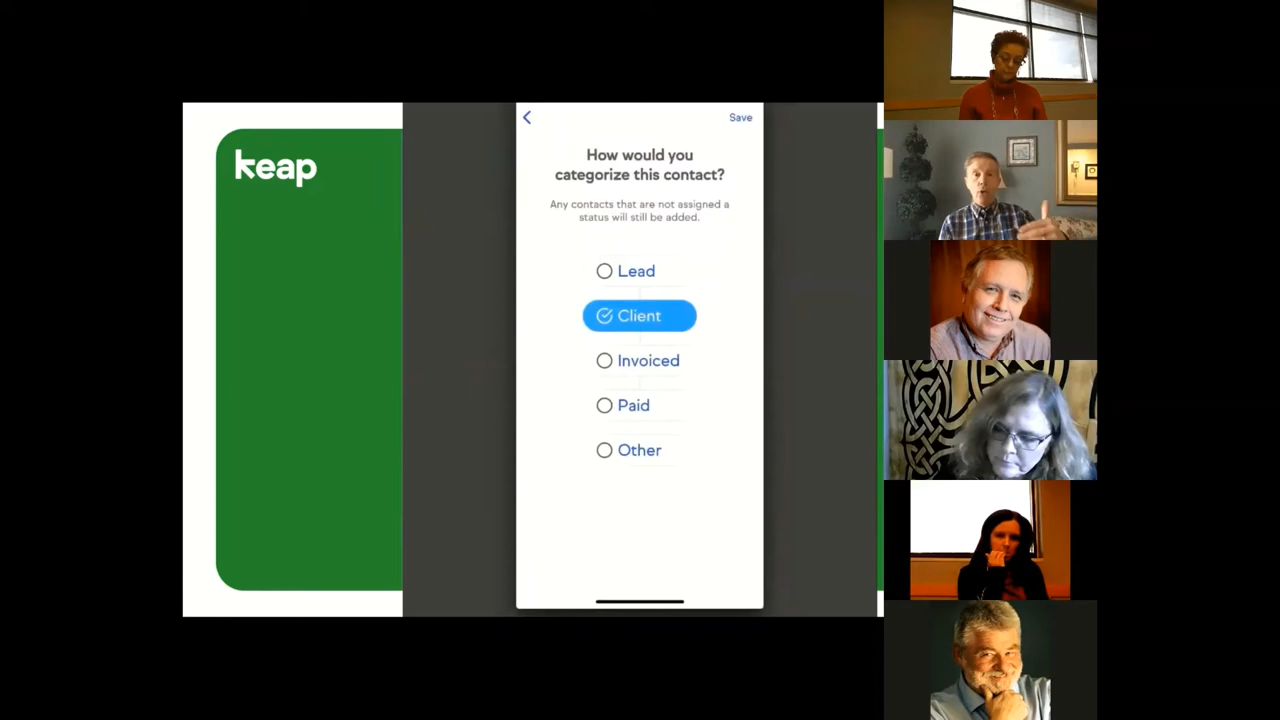 keap
Save
How would you
categorize this contact?
Any contacts that are not assigned a
status will still be added.
Lead
Client
Invoiced
Paid
Other